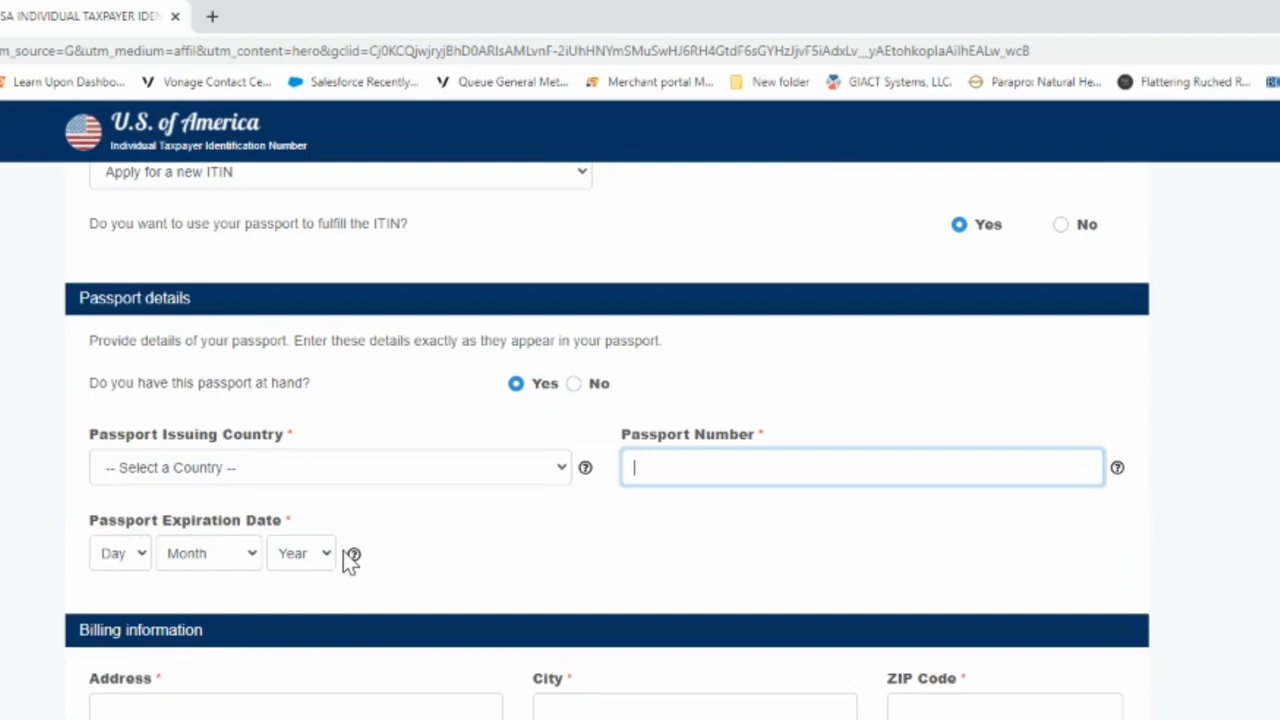 SA INDIVIDUAL TAXPAYER IDEN
m_source=G&utm_medium=affil&utm_content=hero&gclid=Cj0KCQjwjryjBhD0ARIsAMLvnF-2iUhHNYmSMuSwHJ6RH4GtdF6sGYHzJjvF5iAdxLv__yAEtohkopIaAilhEALw_wcB
Learn Upon Dashbo... Vonage Contact Ce... Salesforce Recently... Queue General Met... Merchant portal M... New folder GIACT Systems, LLC. Parapro: Natural He... Flattering Ruched R...
U.S. of America
Individual Taxpayer Identification Number
Apply for a new ITIN
Do you want to use your passport to fulfill the ITIN? Yes No
Passport details
Provide details of your passport. Enter these details exactly as they appear in your passport.
Do you have this passport at hand? Yes No
Passport Issuing Country * Passport Number *
-- Select a Country --
Passport Expiration Date *
Day Month Year
Billing information
Address * City * ZIP Code *